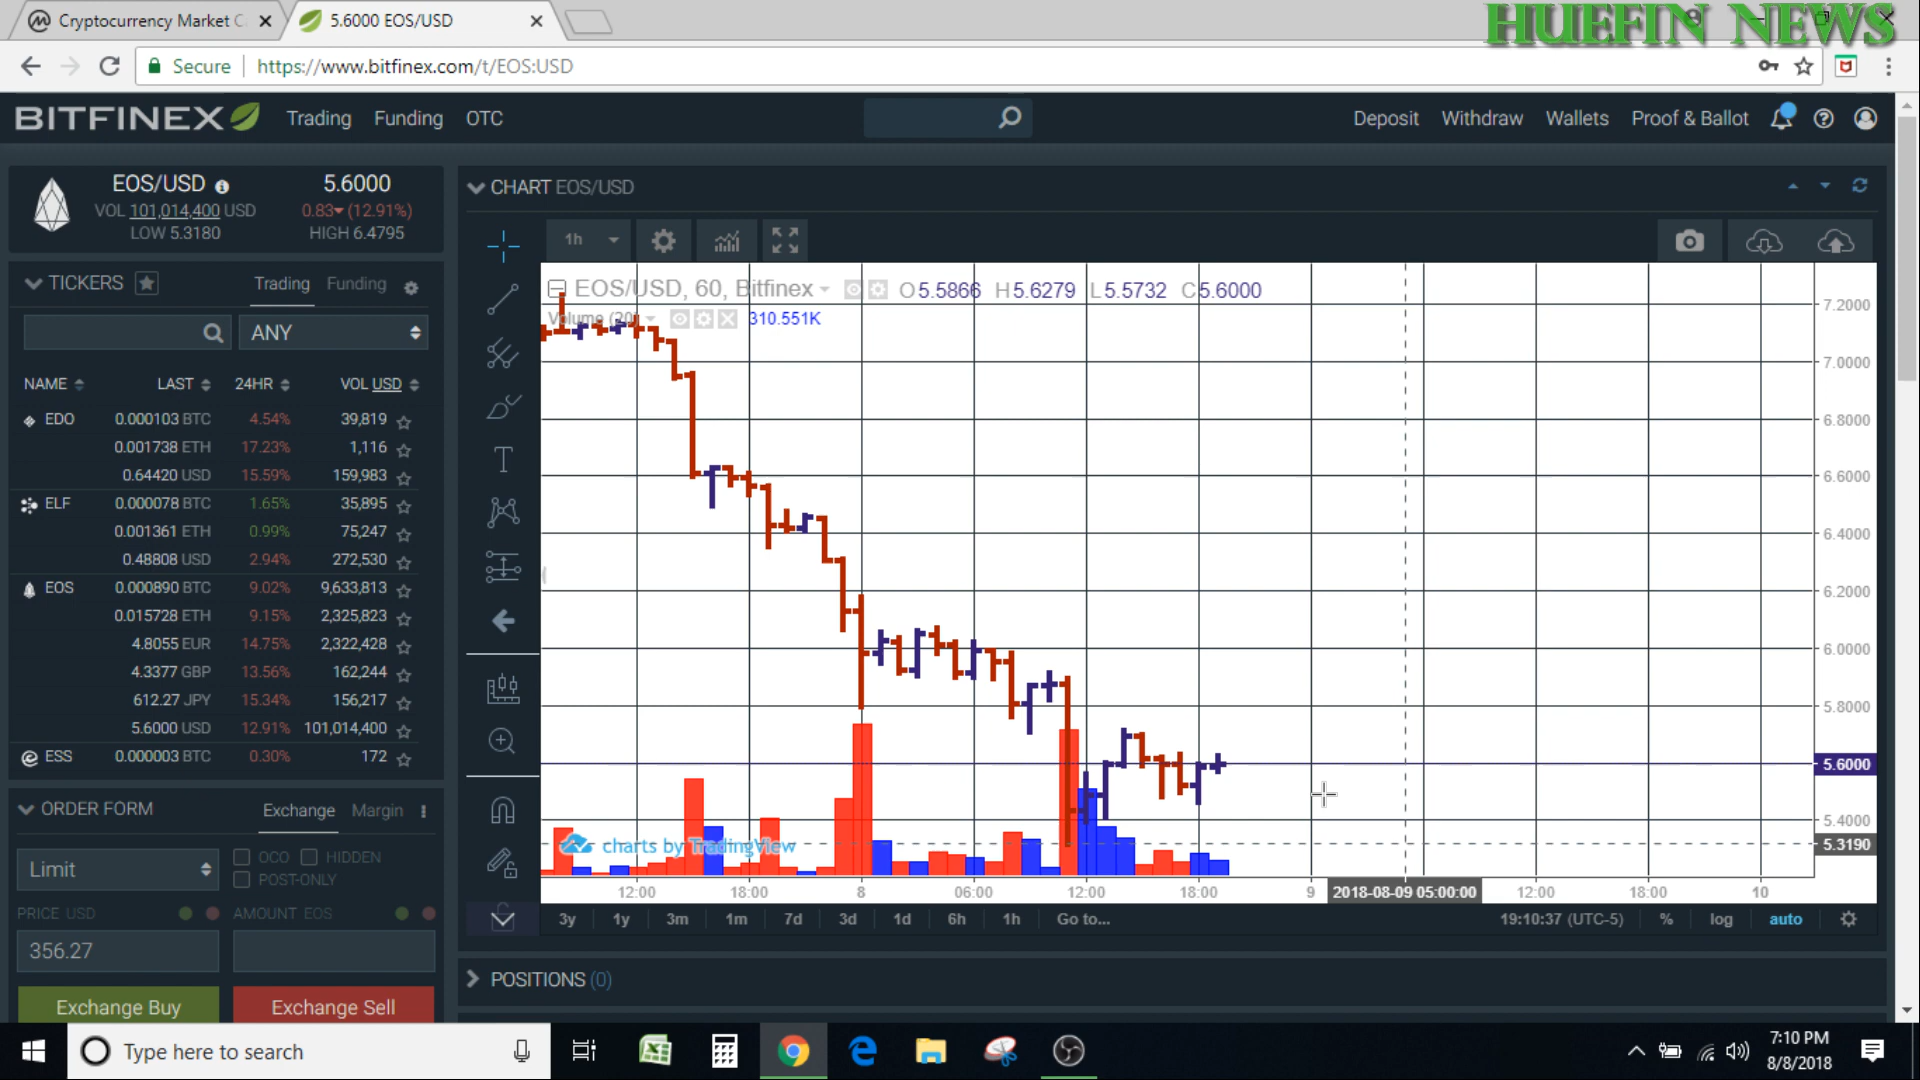 Cryptocurrency Market C
5.6000 EOS/USD
HUEFIN NEWS
Secure
https://www.bitfinex.com/t/EOS:USD
BITFINEX Trading Funding OTC
Deposit Withdraw Wallets Proof & Ballot
EOS/USD 5.6000
VOL 101,014,400 USD 0.83 (12.91%)
LOW 5.3180 HIGH 6.4795
TICKERS Trading Funding
ANY
NAME LAST 24HR VOL USD
EDO 0.000103 BTC 4.54% 39,819
0.001738 ETH 17.23% 1,116
0.64420 USD 15.59% 159,983
ELF 0.000078 BTC 1.65% 35,895
0.001361 ETH 0.99% 75,247
0.48808 USD 2.94% 272,530
EOS 0.000890 BTC 9.02% 9,633,813
0.015728 ETH 9.15% 2,325,823
4.8055 EUR 14.75% 2,322,428
4.3377 GBP 13.56% 162,244
612.27 JPY 15.34% 156,217
5.6000 USD 12.91% 101,014,400
ESS 0.000003 BTC 0.30% 172
ORDER FORM Exchange Margin
Limit
OCO HIDDEN
POST-ONLY
PRICE USD AMOUNT EOS
356.27
Exchange Buy Exchange Sell
CHART EOS/USD
1h
EOS/USD, 60, Bitfinex O 5.5866 H 5.6279 L 5.5732 C 5.6000
Volume (20) 310.551K
7.2000
7.0000
6.8000
6.6000
6.4000
6.2000
6.0000
5.8000
5.6000
5.4000
5.3190
charts by TradingView
12:00 18:00 8 06:00 12:00 18:00 9 2018-08-09 05:00:00 12:00 18:00 10
3y 1y 3m 1m 7d 3d 1d 6h 1h Go to... 19:10:37 (UTC-5) % log auto
POSITIONS (0)
Type here to search
7:10 PM
8/8/2018